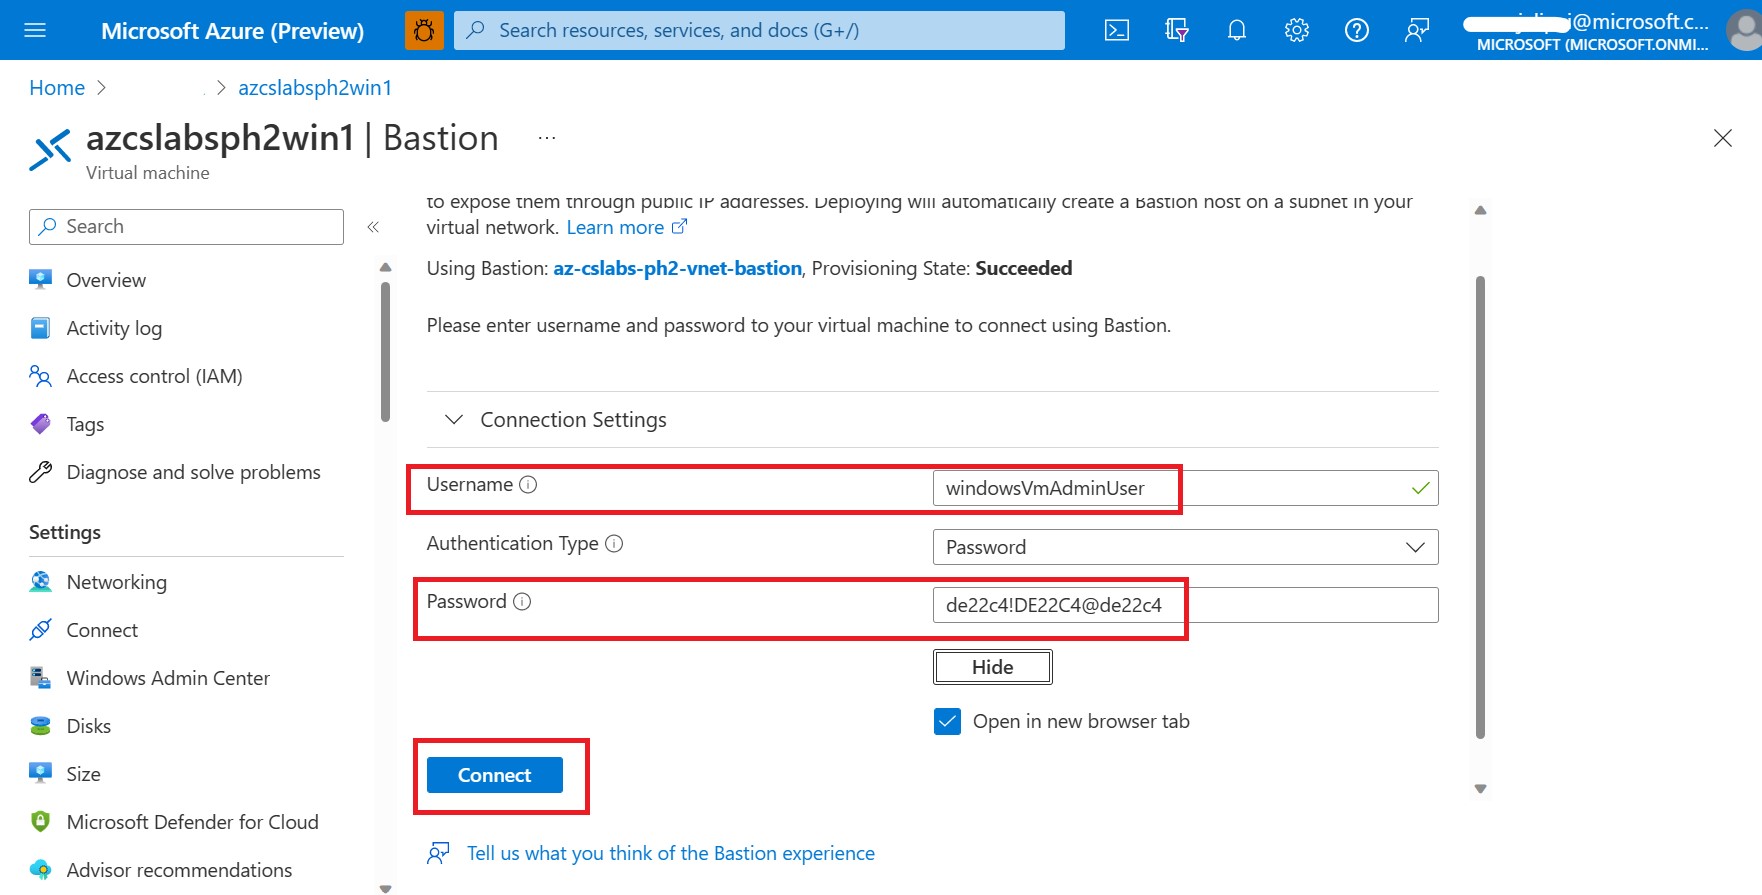 Microsoft Azure (Preview)
Search resources, services, and docs (G+/)
@microsoft.c...
MICROSOFT (MICROSOFT.ONMI...
Home > > azcslabsph2win1
azcslabsph2win1 | Bastion ...
Virtual machine
Search
«
Overview
Activity log
Access control (IAM)
Tags
Diagnose and solve problems
Settings
Networking
Connect
Windows Admin Center
Disks
Size
Microsoft Defender for Cloud
Advisor recommendations
to expose them through public IP addresses. Deploying will automatically create a Bastion host on a subnet in your
virtual network. Learn more
Using Bastion: az-cslabs-ph2-vnet-bastion, Provisioning State: Succeeded
Please enter username and password to your virtual machine to connect using Bastion.
Connection Settings
Username windowsVmAdminUser
Authentication Type Password
Password de22c4!DE22C4@de22c4
Hide
Open in new browser tab
Connect
Tell us what you think of the Bastion experience